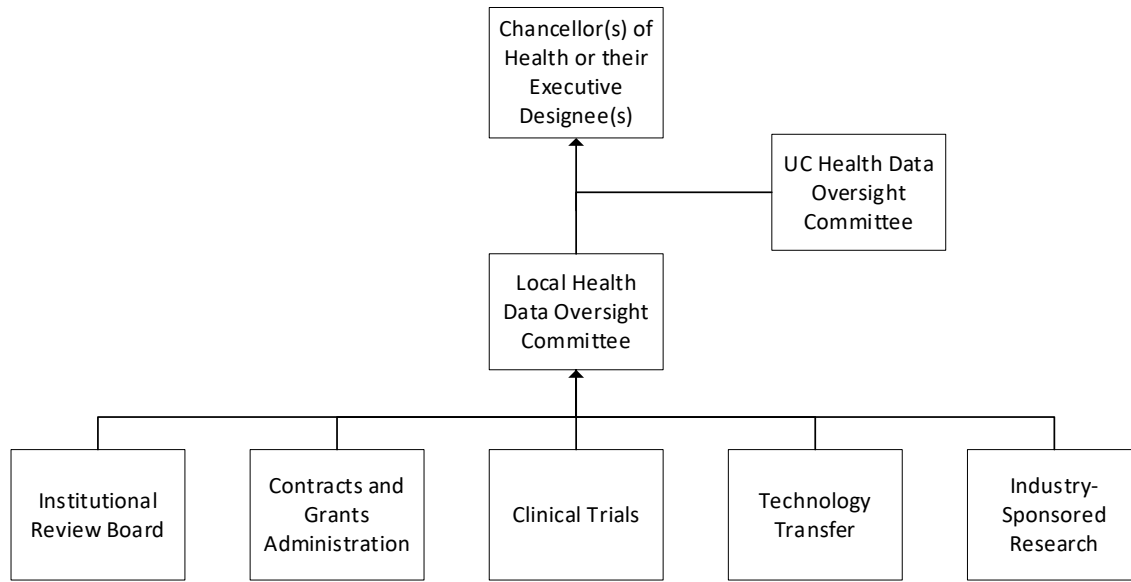 Chancellor(s) of
Health or their
Executive
Designee(s)
UC Health Data
Oversight
Committee
Local Health
Data Oversight
Committee
Institutional
Review Board
Contracts and
Grants
Administration
Clinical Trials
Technology
Transfer
Industry-
Sponsored
Research